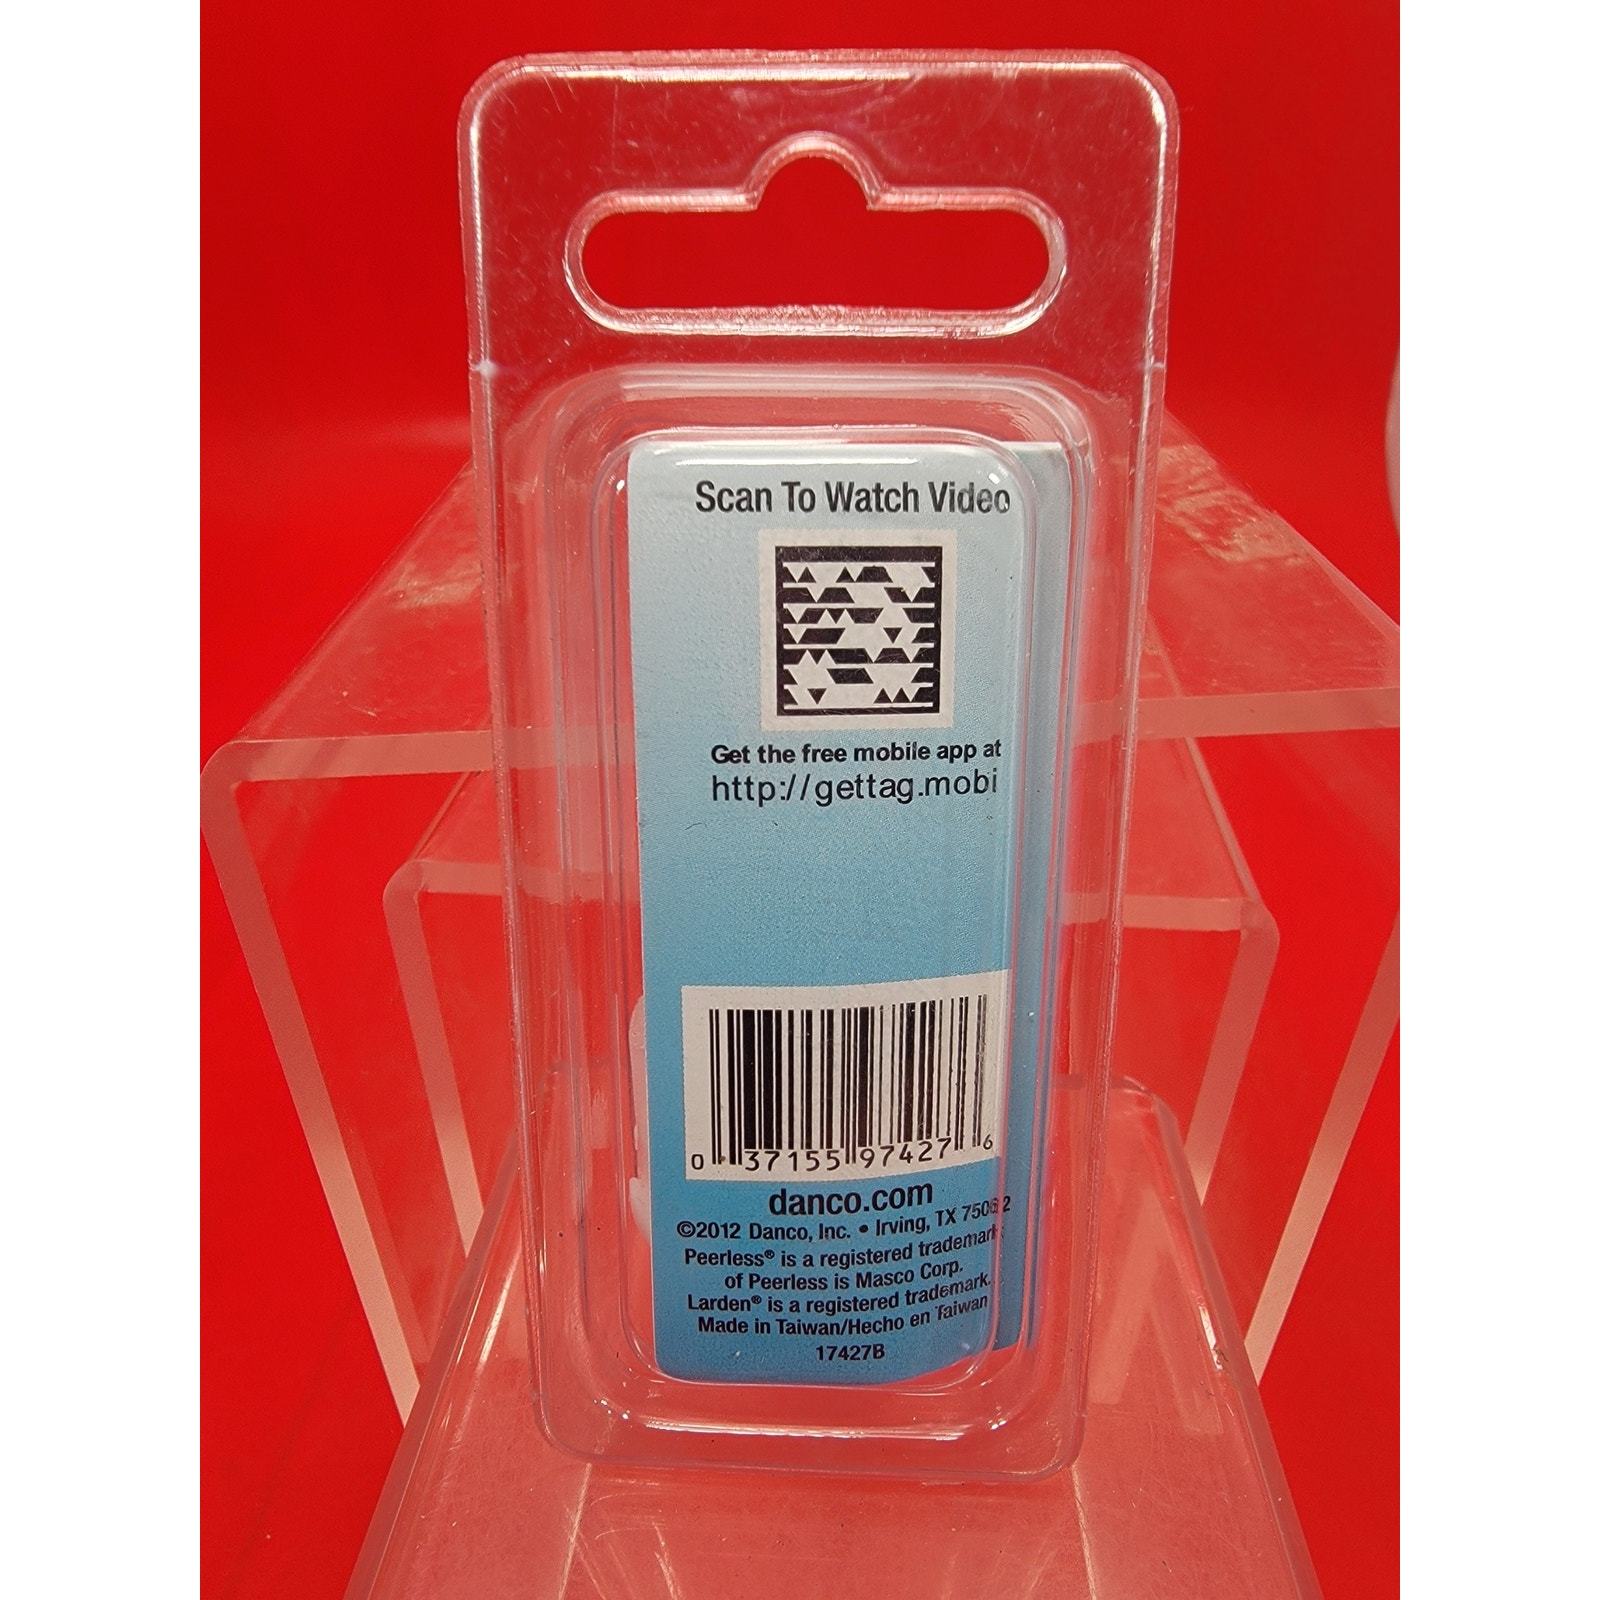 Scan To Watch Video
Get the free mobile app at
http://gettag.mobi
0 37155 97427 6
danco.com
©2012 Danco, Inc. • Irving, TX 75062
Peerless® is a registered trademark
of Peerless is Masco Corp.
Larden® is a registered trademark.
Made in Taiwan/Hecho en Taiwan
17427B